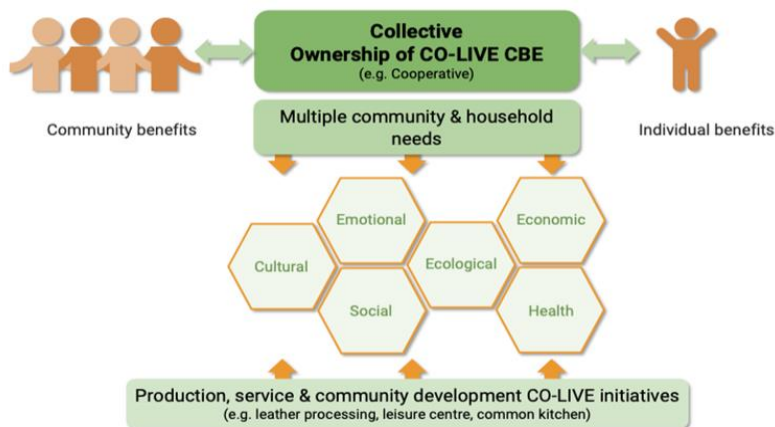 Collective
Ownership of CO-LIVE CBE
(e.g. Cooperative)
Community benefits
Individual benefits
Multiple community & household
needs
Emotional
Economic
Cultural
Ecological
Social
Health
Production, service & community development CO-LIVE initiatives
(e.g. leather processing, leisure centre, common kitchen)